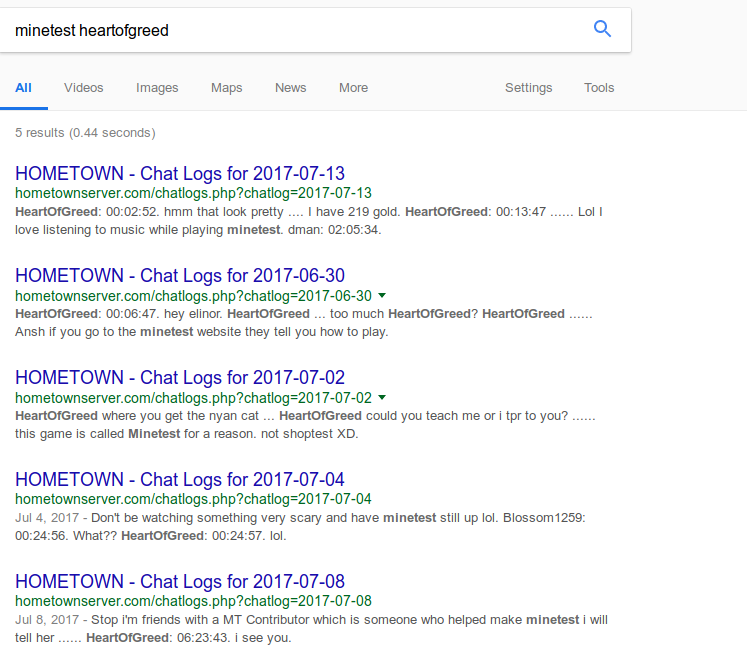 minetest heartofgreed
All Videos Images Maps News More Settings Tools
5 results (0.44 seconds)
HOMETOWN - Chat Logs for 2017-07-13
hometownserver.com/chatlogs.php?chatlog=2017-07-13
HeartOfGreed: 00:02:52. hmm that look pretty .... I have 219 gold. HeartOfGreed: 00:13:47 ...... Lol I
love listening to music while playing minetest. dman: 02:05:34.
HOMETOWN - Chat Logs for 2017-06-30
hometownserver.com/chatlogs.php?chatlog=2017-06-30
HeartOfGreed: 00:06:47. hey elinor. HeartOfGreed ... too much HeartOfGreed? HeartOfGreed ......
Ansh if you go to the minetest website they tell you how to play.
HOMETOWN - Chat Logs for 2017-07-02
hometownserver.com/chatlogs.php?chatlog=2017-07-02
HeartOfGreed where you get the nyan cat ... HeartOfGreed could you teach me or i tpr to you? ......
this game is called Minetest for a reason. not shoptest XD.
HOMETOWN - Chat Logs for 2017-07-04
hometownserver.com/chatlogs.php?chatlog=2017-07-04
Jul 4, 2017 - Don't be watching something very scary and have minetest still up lol. Blossom1259:
00:24:56. What?? HeartOfGreed: 00:24:57. lol.
HOMETOWN - Chat Logs for 2017-07-08
hometownserver.com/chatlogs.php?chatlog=2017-07-08
Jul 8, 2017 - Stop i'm friends with a MT Contributor which is someone who helped make minetest i will
tell her ...... HeartOfGreed: 06:23:43. i see you.